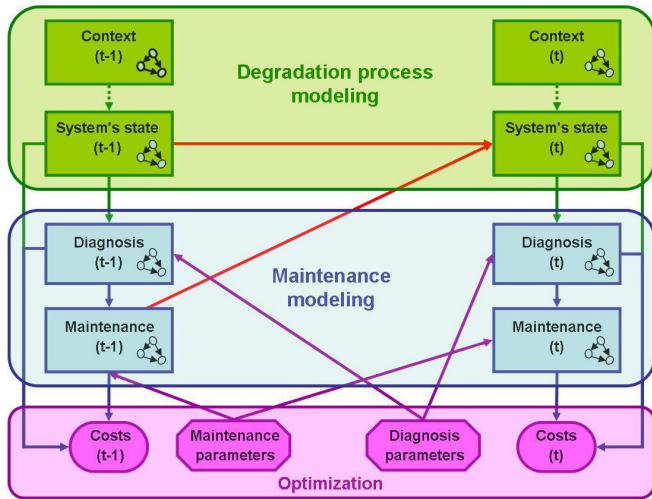 Context
(t-1)
Context
(t)
Degradation process
modeling
System's state
(t-1)
System's state
(t)
Diagnosis
(t-1)
Diagnosis
(t)
Maintenance
modeling
Maintenance
(t-1)
Maintenance
(t)
Costs
(t-1)
Maintenance
parameters
Diagnosis
parameters
Costs
(t)
Optimization